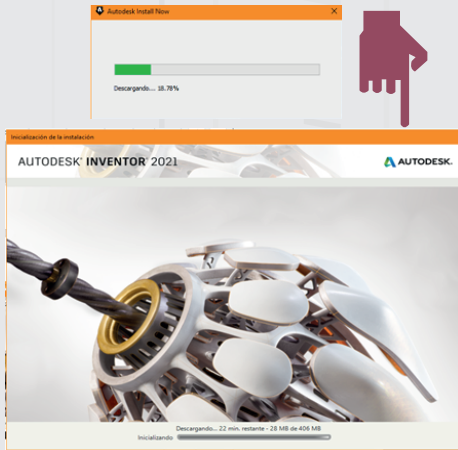 Autodesk Install Now
Descargando... 18.78%
Inicialización de la instalación
AUTODESK® INVENTOR® 2021
AUTODESK.
Descargando... 22 min. restante - 28 MB de 406 MB
Inicializando